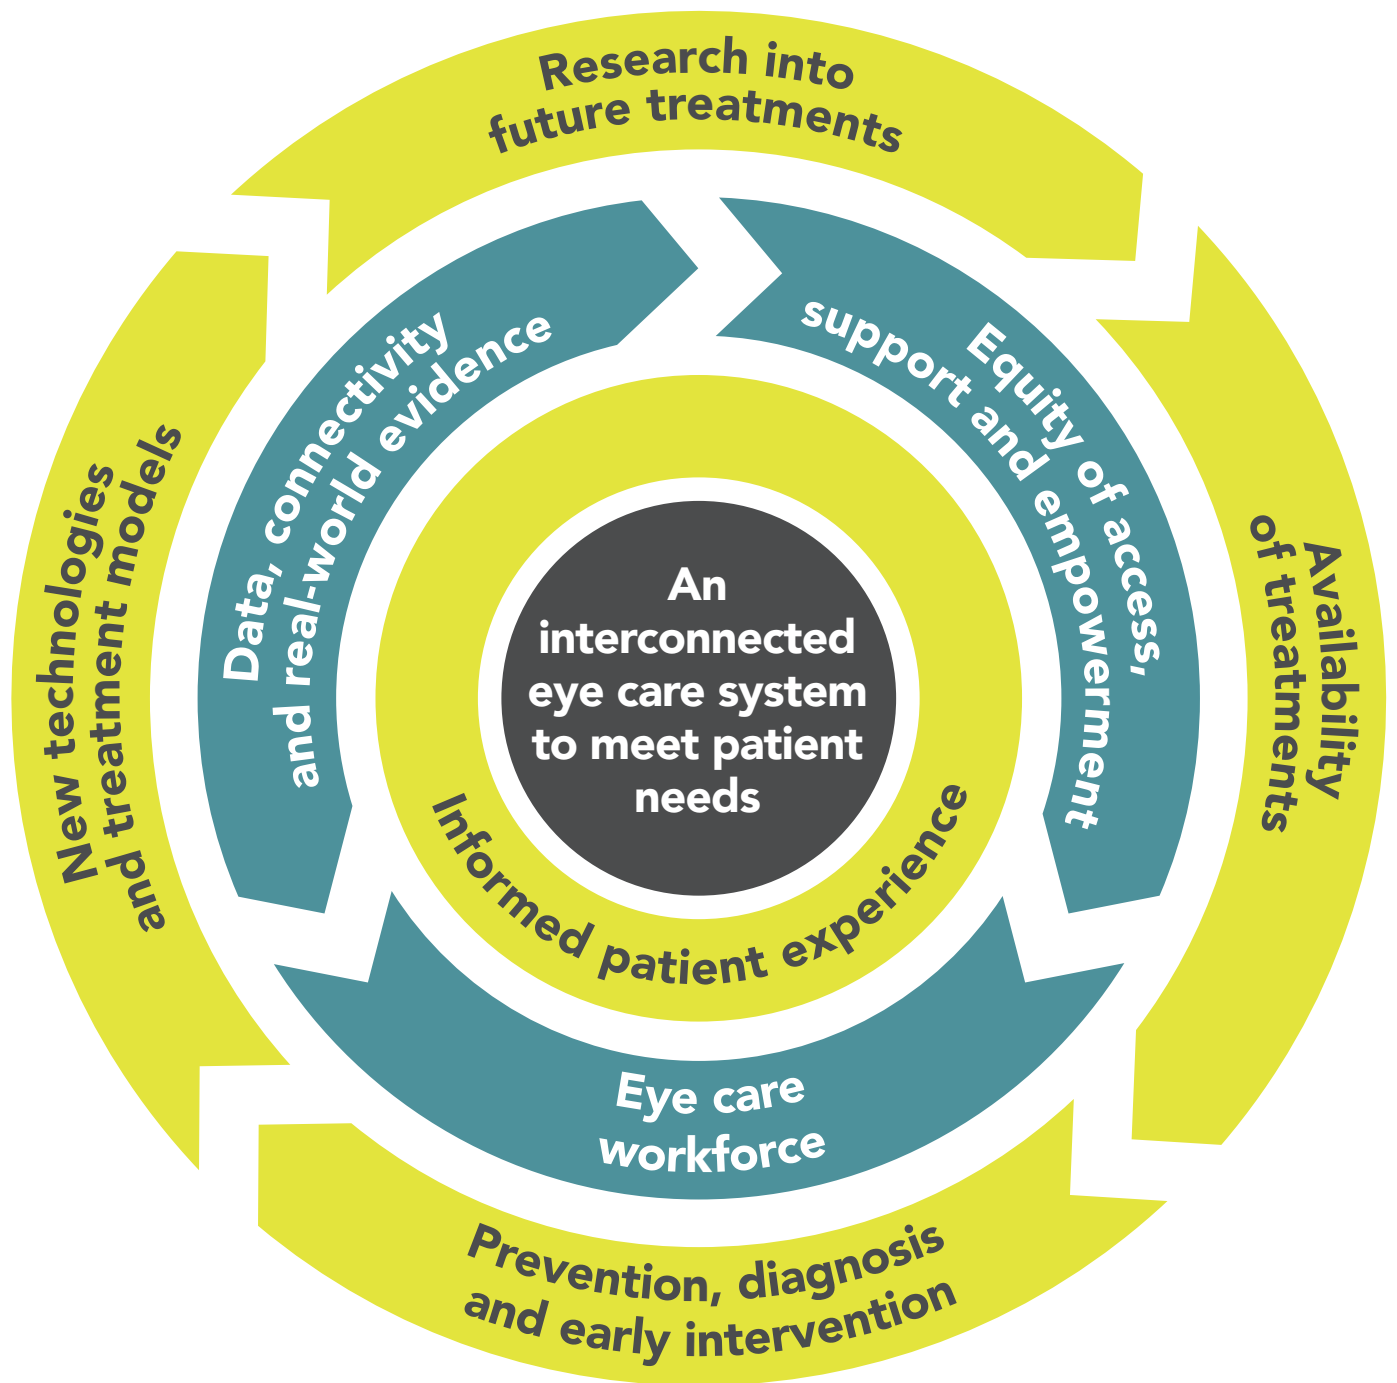 Research into
future treatments
Availability
of treatments
Prevention, diagnosis
and early intervention
New technologies
and treatment models
Data, connectivity
and real-world evidence
Equity of access,
support and empowerment
Eye care
workforce
Informed patient experience
An
interconnected
eye care system
to meet patient
needs